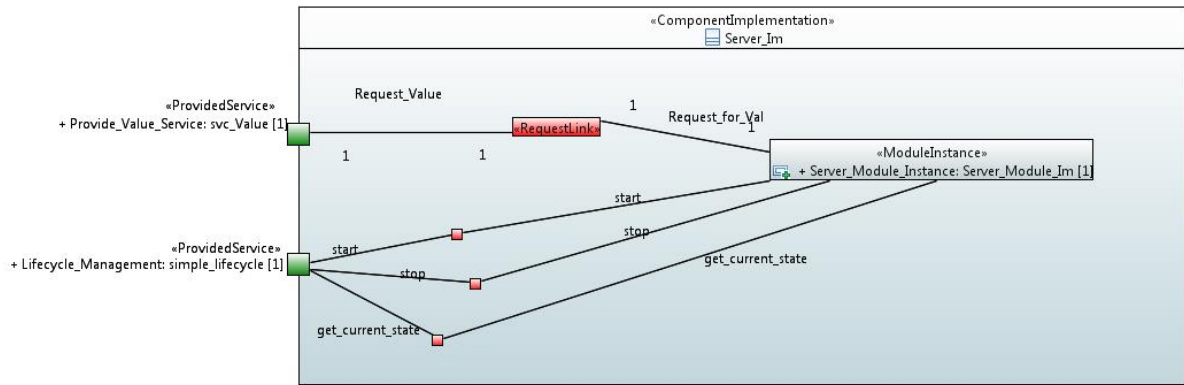 «ComponentImplementation»
Server_Im
Request_Value
«ProvidedService»
+ Provide_Value_Service: svc_Value [1]
1
Request_for_Val
1
«RequestLink»
1
1
«ModuleInstance»
+ Server_Module_Instance: Server_Module_Im [1]
start
stop
«ProvidedService»
+ Lifecycle_Management: simple_lifecycle [1]
start
stop
get_current_state
get_current_state